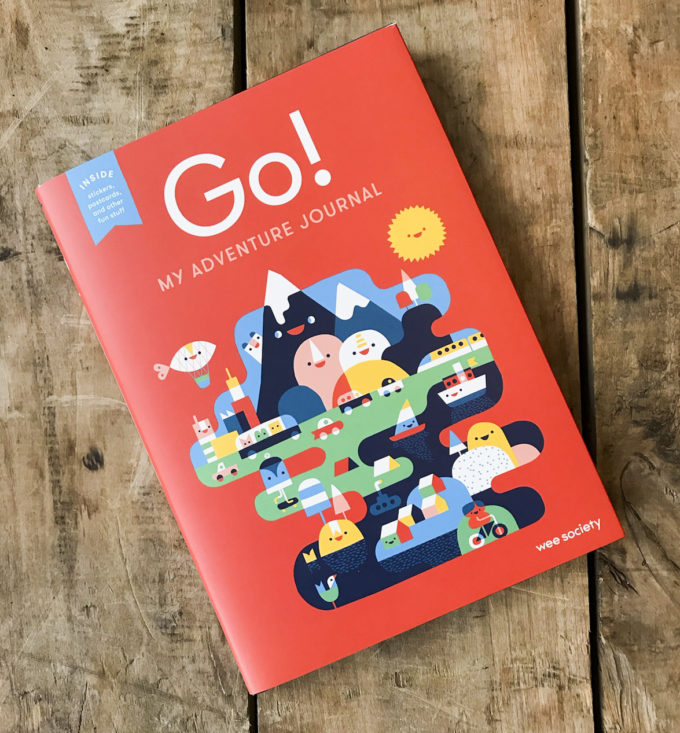 INSIDE
stickers,
postcards,
and other
fun stuff
Go!
MY ADVENTURE JOURNAL
wee society